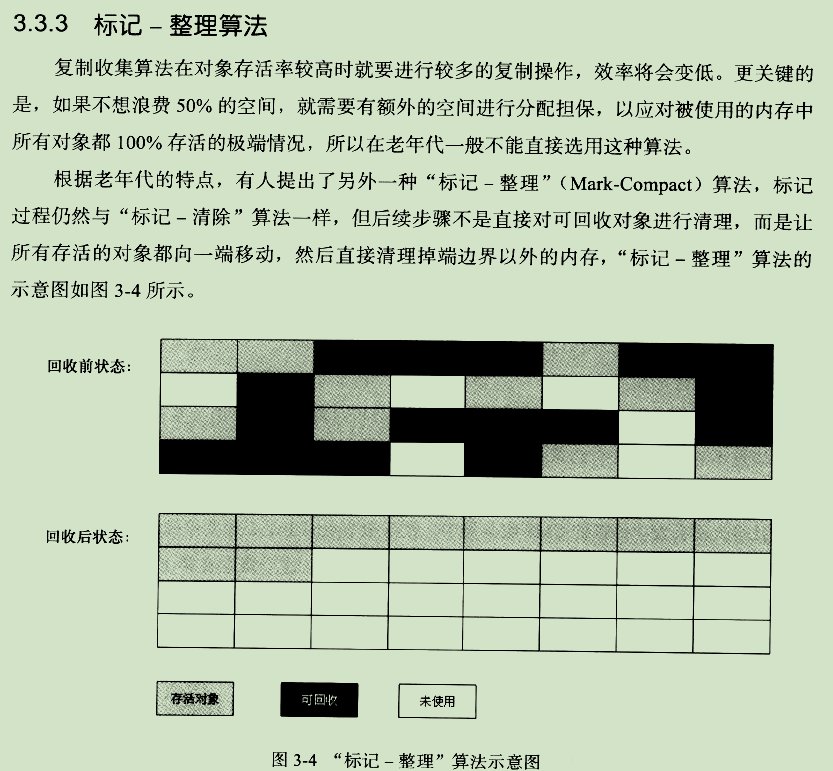 3.3.3 标记 – 整理算法
复制收集算法在对象存活率较高时就要进行较多的复制操作，效率将会变低。更关键的
是，如果不想浪费 50% 的空间，就需要有额外的空间进行分配担保，以应对被使用的内存中
所有对象都 100% 存活的极端情况，所以在老年代一般不能直接选用这种算法。
根据老年代的特点，有人提出了另外一种“标记 – 整理”（Mark-Compact）算法，标记
过程仍然与“标记 – 清除”算法一样，但后续步骤不是直接对可回收对象进行清理，而是让
所有存活的对象都向一端移动，然后直接清理掉端边界以外的内存，“标记 – 整理”算法的
示意图如图 3-4 所示。
回收前状态：
回收后状态：
存活对象 可回收 未使用
图 3-4 “标记 – 整理”算法示意图